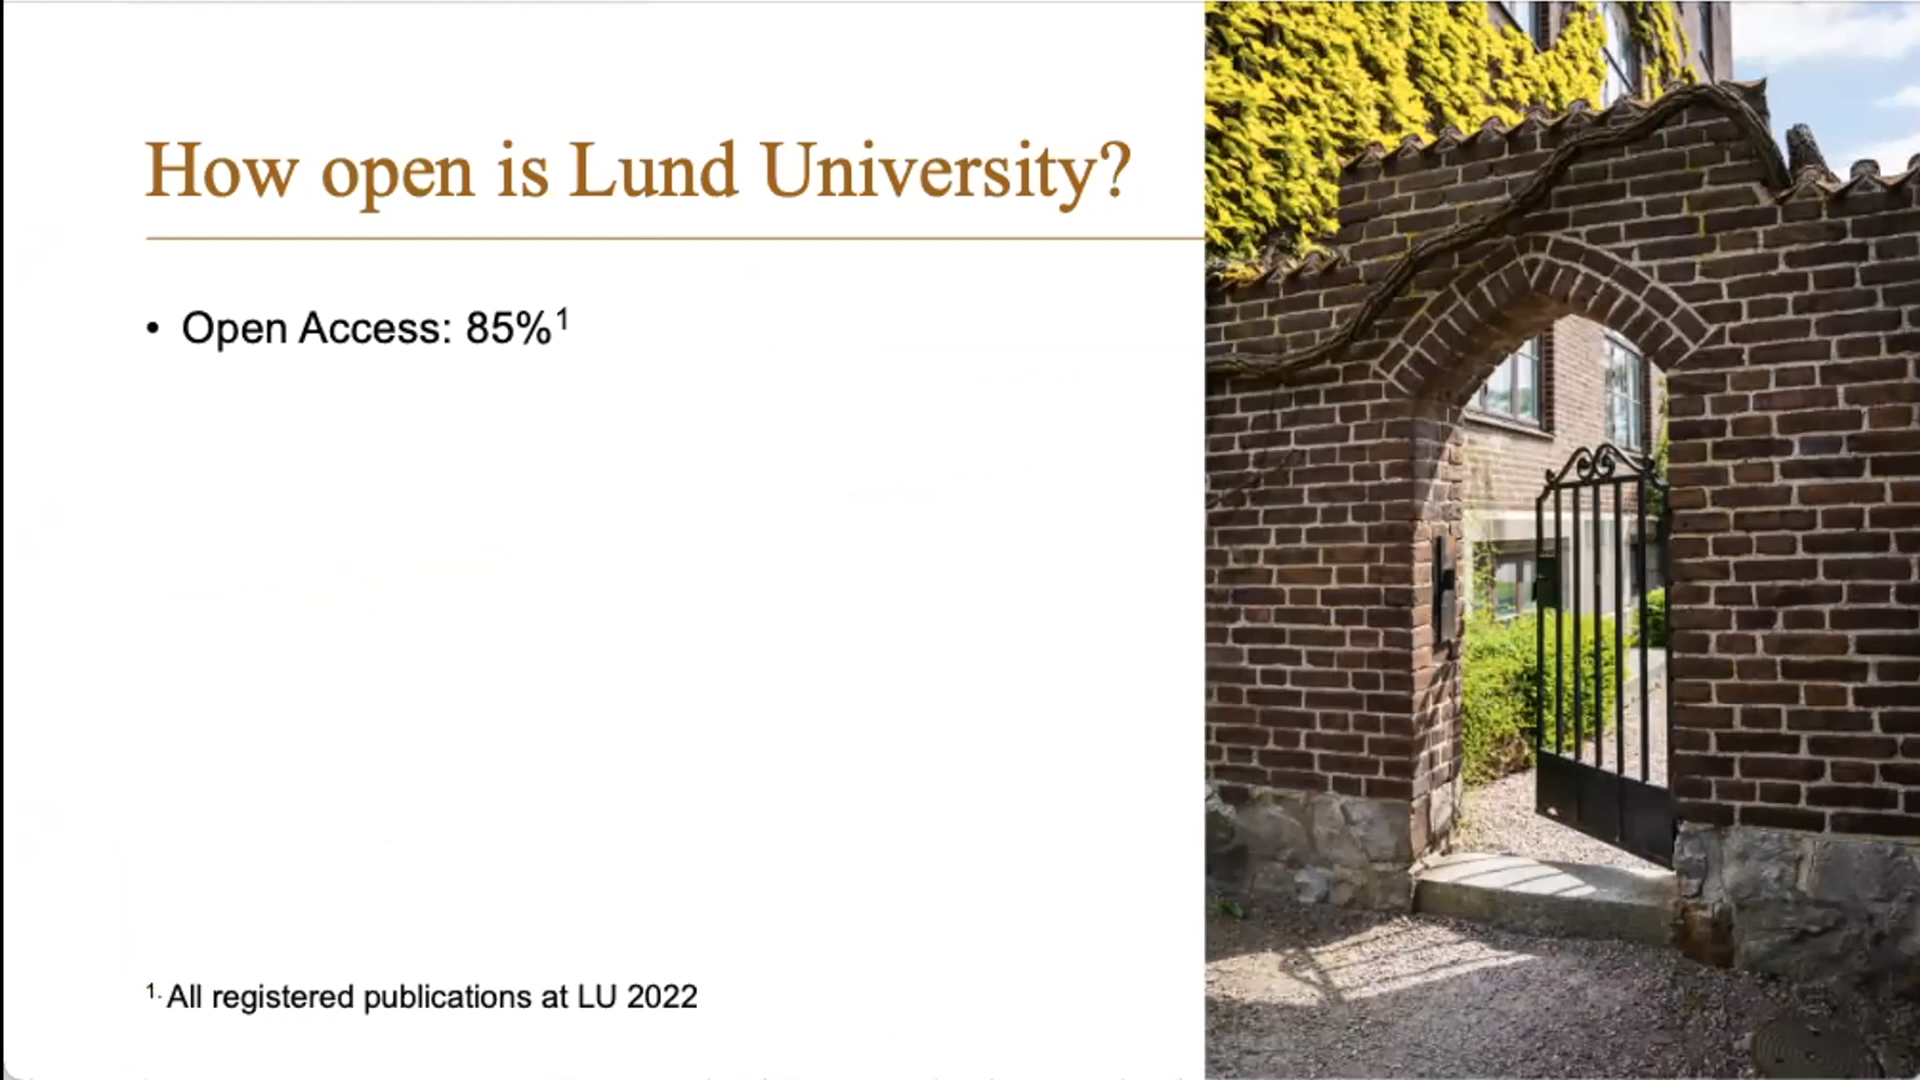 How open is Lund University?
• Open Access: 85%¹
¹· All registered publications at LU 2022